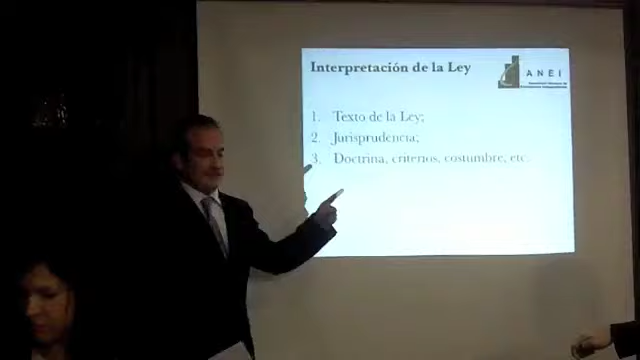 Interpretación de la Ley
ANEI
1. Texto de la Ley;
2. Jurisprudencia;
3. Doctrina, criterios, costumbre, etc.